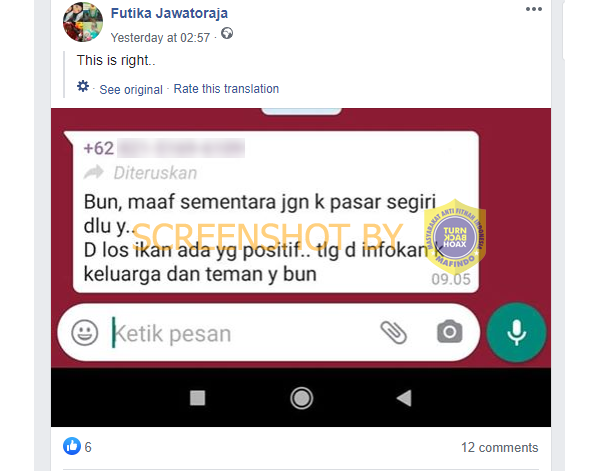 Futika Jawatoraja
Yesterday at 02:57 ·
This is right..
· See original · Rate this translation
+62
Diteruskan
Bun, maaf sementara jgn k pasar segiri
dlu y..
D los ikan ada yg positif.. tlg d infokan k
keluarga dan teman y bun
09.05
SCREENSHOT BY
MASYARAKAT ANTI FITNAH INDONESIA
TURN
BACK
HOAX
MAFINDO
Ketik pesan
6
12 comments